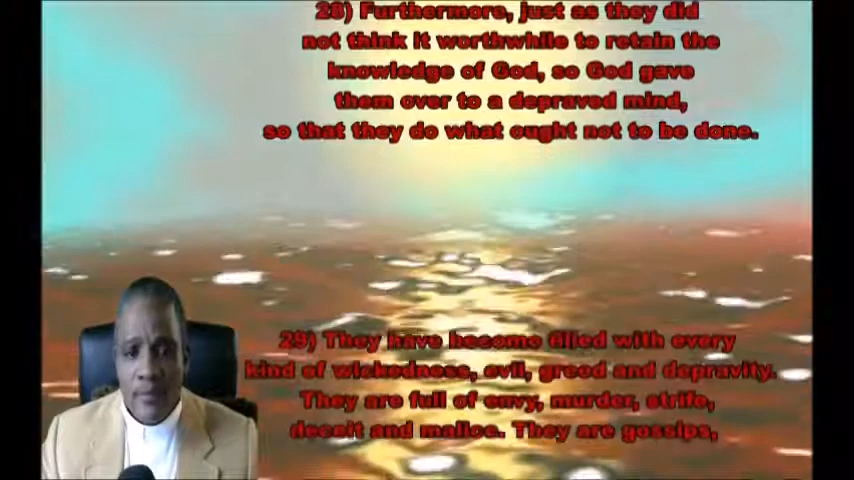 28) Furthermore, just as they did
not think it worthwhile to retain the
knowledge of God, so God gave
them over to a depraved mind,
so that they do what ought not to be done.
29) They have become filled with every
kind of wickedness, evil, greed and depravity.
They are full of envy, murder, strife,
deceit and malice. They are gossips,